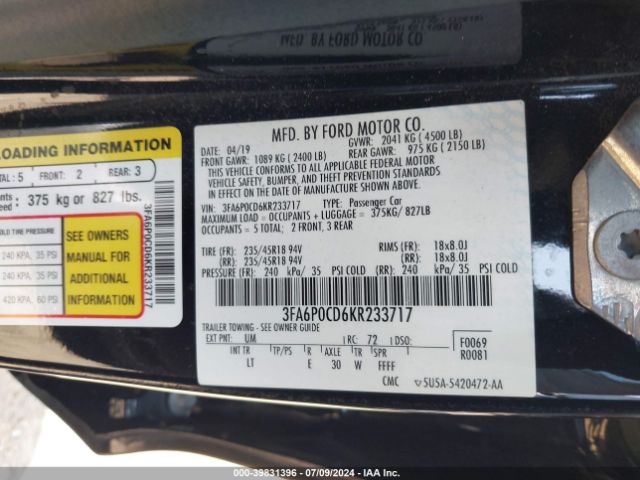 MFD. BY FORD MOTOR CO.
LOADING INFORMATION
5 FRONT: 2 REAR: 3
375 kg or 827 lbs.
COLD TIRE PRESSURE
240 KPA, 35 PSI
240 KPA, 35 PSI
420 KPA, 60 PSI
SEE OWNERS
MANUAL FOR
ADDITIONAL
INFORMATION
3FA6P0CD6KR233717
MFD. BY FORD MOTOR CO.
DATE: 04/19 GVWR: 2041 KG ( 4500 LB)
FRONT GAWR: 1089 KG ( 2400 LB) REAR GAWR: 975 KG ( 2150 LB)
THIS VEHICLE CONFORMS TO ALL APPLICABLE FEDERAL MOTOR
VEHICLE SAFETY, BUMPER, AND THEFT PREVENTION STANDARDS
IN EFFECT ON THE DATE OF MANUFACTURE SHOWN ABOVE.
VIN: 3FA6P0CD6KR233717 TYPE: Passenger Car
MAXIMUM LOAD = OCCUPANTS + LUGGAGE = 375KG/ 827LB
OCCUPANTS = 5 TOTAL: 2 FRONT, 3 REAR
TIRE (FR): 235/45R18 94V RIMS (FR): 18x8.0J
(RR): 235/45R18 94V (RR): 18x8.0J
PRESSURE (FR): 240 kPa/ 35 PSI COLD (RR): 240 kPa/ 35 PSI COLD
3FA6P0CD6KR233717
TRAILER TOWING - SEE OWNER GUIDE
EXT PNT: UM RC: 72 DSO: F0069
INT TR TP/PS R AXLE TR SPR R0081
LT E 30 W FFFF
CMC 5U5A-5420472-AA
000-39831396 - 07/09/2024 - IAAI.COM